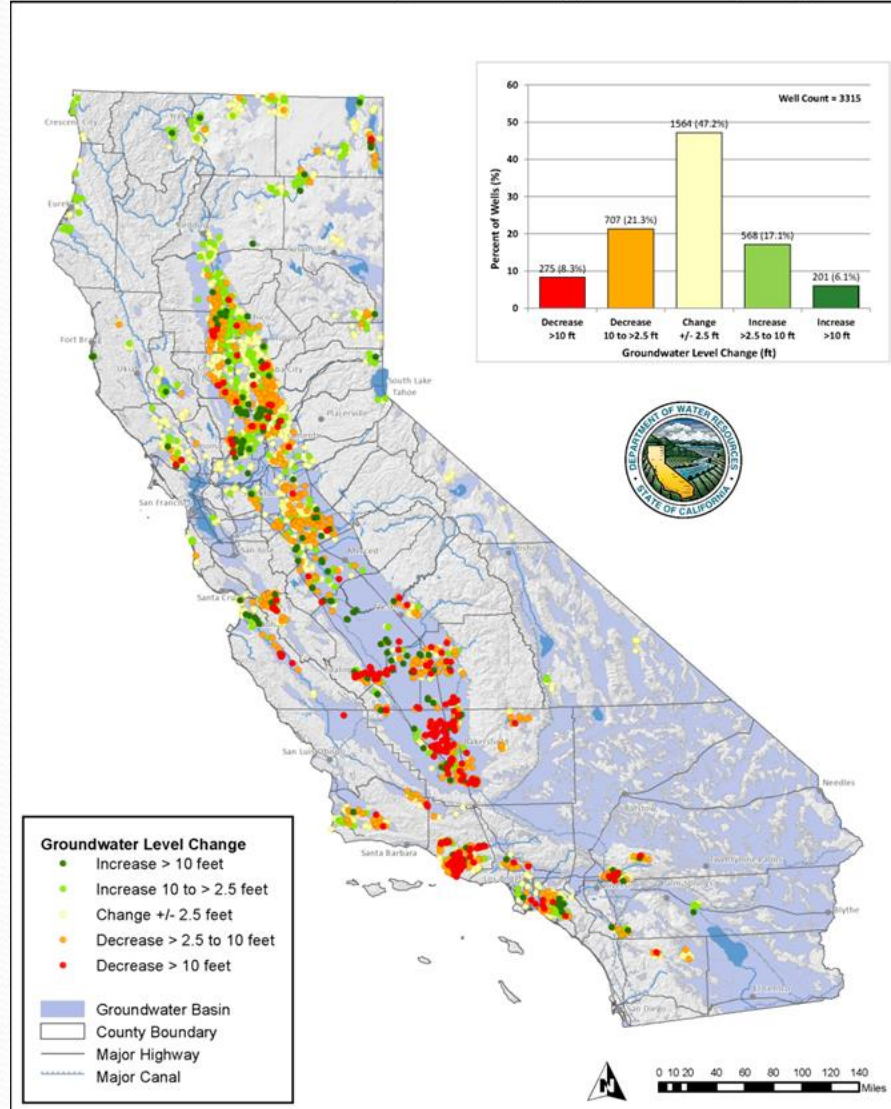 60
50
40
30
20
10
0
Percent of Wells (%)
Well Count = 3315
275 (8.3%)
707 (21.3%)
1564 (47.2%)
568 (17.1%)
201 (6.1%)
Decrease
>10 ft
Decrease
10 to >2.5 ft
Change
+/- 2.5 ft
Increase
>2.5 to 10 ft
Increase
>10 ft
Groundwater Level Change (ft)
DEPARTMENT OF WATER RESOURCES
STATE OF CALIFORNIA
Crescent City
Fort Bragg
South Lake
Tahoe
Placerville
San Francisco
San Jose
Merced
Santa Cruz
Bakersfield
San Luis Obispo
Needles
Barstow
Santa Barbara
Twentynine Palms
Palm Springs
Blythe
El Centro
San Diego
Groundwater Level Change
Increase > 10 feet
Increase 10 to > 2.5 feet
Change +/- 2.5 feet
Decrease > 2.5 to 10 feet
Decrease > 10 feet
Groundwater Basin
County Boundary
Major Highway
Major Canal
N
0 10 20 40 60 80 100 120 140
Miles